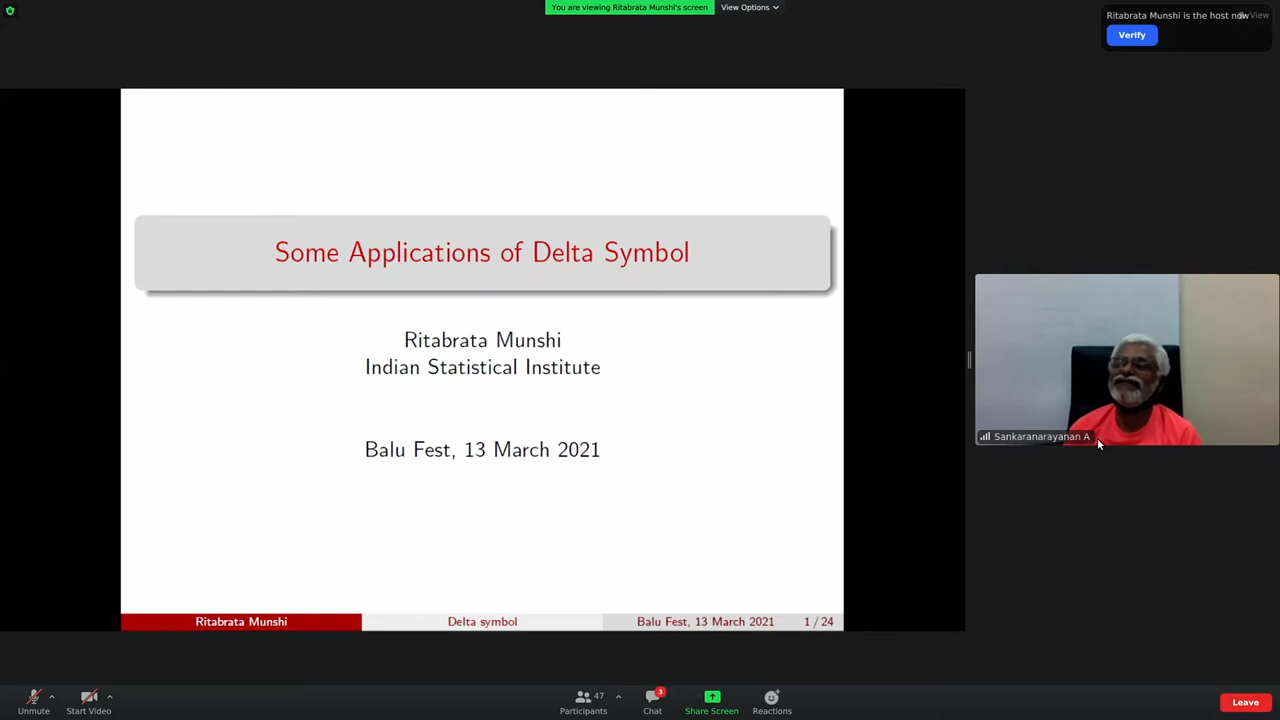 You are viewing Ritabrata Munshi's screen
View Options
Ritabrata Munshi is the host now
View
Verify
Some Applications of Delta Symbol
Ritabrata Munshi
Indian Statistical Institute
Balu Fest, 13 March 2021
Sankaranarayanan A
Ritabrata Munshi
Delta symbol
Balu Fest, 13 March 2021
1 / 24
Unmute
Start Video
47
Participants
3
Chat
Share Screen
Reactions
Leave